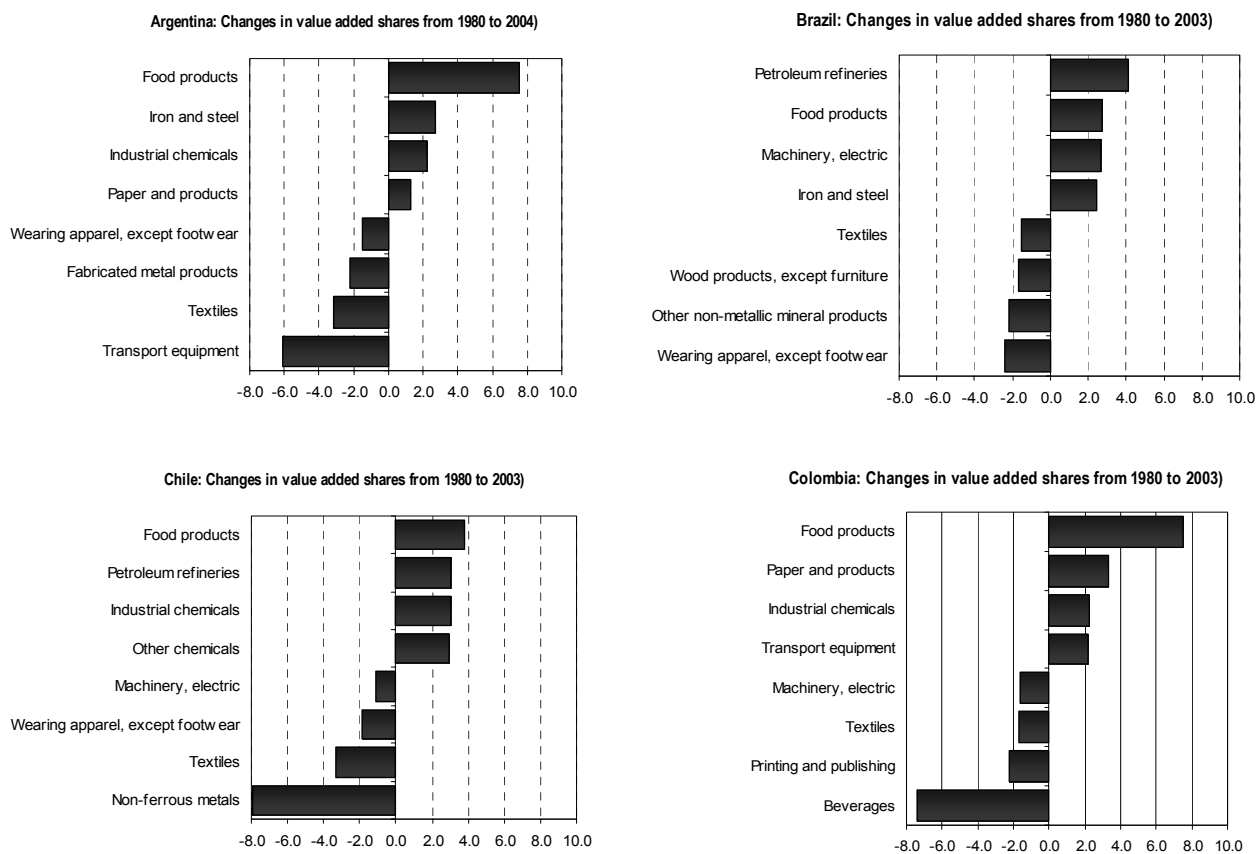 Argentina: Changes in value added shares from 1980 to 2004)
Food products
Iron and steel
Industrial chemicals
Paper and products
Wearing apparel, except footwear
Fabricated metal products
Textiles
Transport equipment
-8.0 -6.0 -4.0 -2.0 0.0 2.0 4.0 6.0 8.0 10.0
Brazil: Changes in value added shares from 1980 to 2003)
Petroleum refineries
Food products
Machinery, electric
Iron and steel
Textiles
Wood products, except furniture
Other non-metallic mineral products
Wearing apparel, except footwear
-8.0 -6.0 -4.0 -2.0 0.0 2.0 4.0 6.0 8.0 10.0
Chile: Changes in value added shares from 1980 to 2003)
Food products
Petroleum refineries
Industrial chemicals
Other chemicals
Machinery, electric
Wearing apparel, except footwear
Textiles
Non-ferrous metals
-8.0 -6.0 -4.0 -2.0 0.0 2.0 4.0 6.0 8.0 10.0
Colombia: Changes in value added shares from 1980 to 2003)
Food products
Paper and products
Industrial chemicals
Transport equipment
Machinery, electric
Textiles
Printing and publishing
Beverages
-8.0 -6.0 -4.0 -2.0 0.0 2.0 4.0 6.0 8.0 10.0